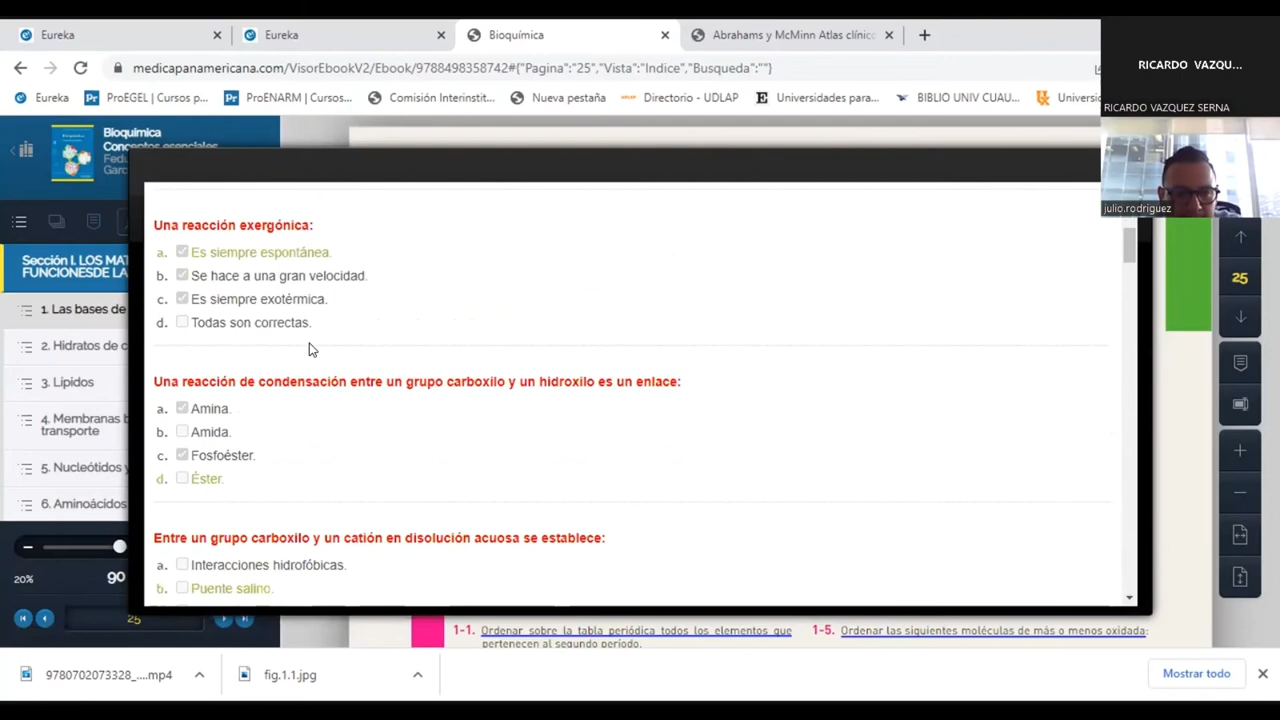 Eureka
Eureka
Bioquímica
Abrahams y McMinn Atlas clínic
medicapanamericana.com/VisorEbookV2/Ebook/9788498358742#{"Pagina":"25","Vista":"Indice","Busqueda":""}
Eureka
ProEGEL | Cursos p...
ProENARM | Cursos...
Comisión Interinstit...
Nueva pestaña
Directorio - UDLAP
Universidades para...
BIBLIO UNIV CUAU...
RICARDO VAZQU...
RICARDO VAZQUEZ SERNA
julio.rodriguez
Bioquímica
Sección I. LOS MAT
FUNCIONESDE LA
1. Las bases de
2. Hidratos de c
3. Lípidos
4. Membranas b
transporte
5. Nucleótidos y
6. Aminoácidos
20%
90
25
Una reacción exergónica:
a. Es siempre espontánea.
b. Se hace a una gran velocidad.
c. Es siempre exotérmica.
d. Todas son correctas.
Una reacción de condensación entre un grupo carboxilo y un hidroxilo es un enlace:
a. Amina.
b. Amida.
c. Fosfoéster.
d. Éster.
Entre un grupo carboxilo y un catión en disolución acuosa se establece:
a. Interacciones hidrofóbicas.
b. Puente salino.
25
1-1. Ordenar sobre la tabla periódica todos los elementos que
pertenecen al segundo período.
1-5. Ordenar las siguientes moléculas de más o menos oxidada:
9780702073328_....mp4
fig.1.1.jpg
Mostrar todo